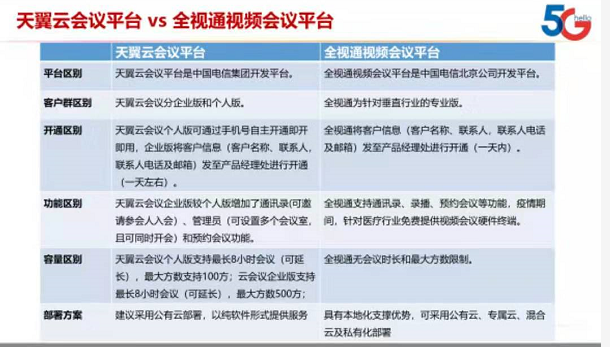 天翼云会议平台 vs 全视通视频会议平台
5G
hello
天翼云会议平台
全视通视频会议平台
平台区别
天翼云会议平台是中国电信集团开发平台。
全视通视频会议平台是中国电信北京公司开发平台。
客户群区别
天翼云会议分企业版和个人版。
全视通为针对垂直行业的专业版。
开通区别
天翼云会议个人版可通过手机号自主开通即开
即用，企业版将客户信息（客户名称、联系人，
联系人电话及邮箱）发至产品经理处进行开通
（一天左右）。
全视通将客户信息（客户名称、联系人，联系人电话
及邮箱）发至产品经理处进行开通（一天内）。
功能区别
天翼云会议企业版较个人版增加了通讯录(可邀
请参会人入会）、管理员（可设置多个会议室，
且可同时开会）和预约会议功能。
全视通支持通讯录、录播、预约会议等功能，疫情期
间，针对医疗行业免费提供视频会议硬件终端。
容量区别
天翼云会议个人版支持最长8小时会议（可延
长），最大方数支持100方；云会议企业版支持
最长8小时会议（可延长），最大方数500方；
全视通无会议时长和最大方数限制。
部署方案
建议采用公有云部署，以纯软件形式提供服务
具有本地化支撑优势，可采用公有云、专属云、混合
云及私有化部署